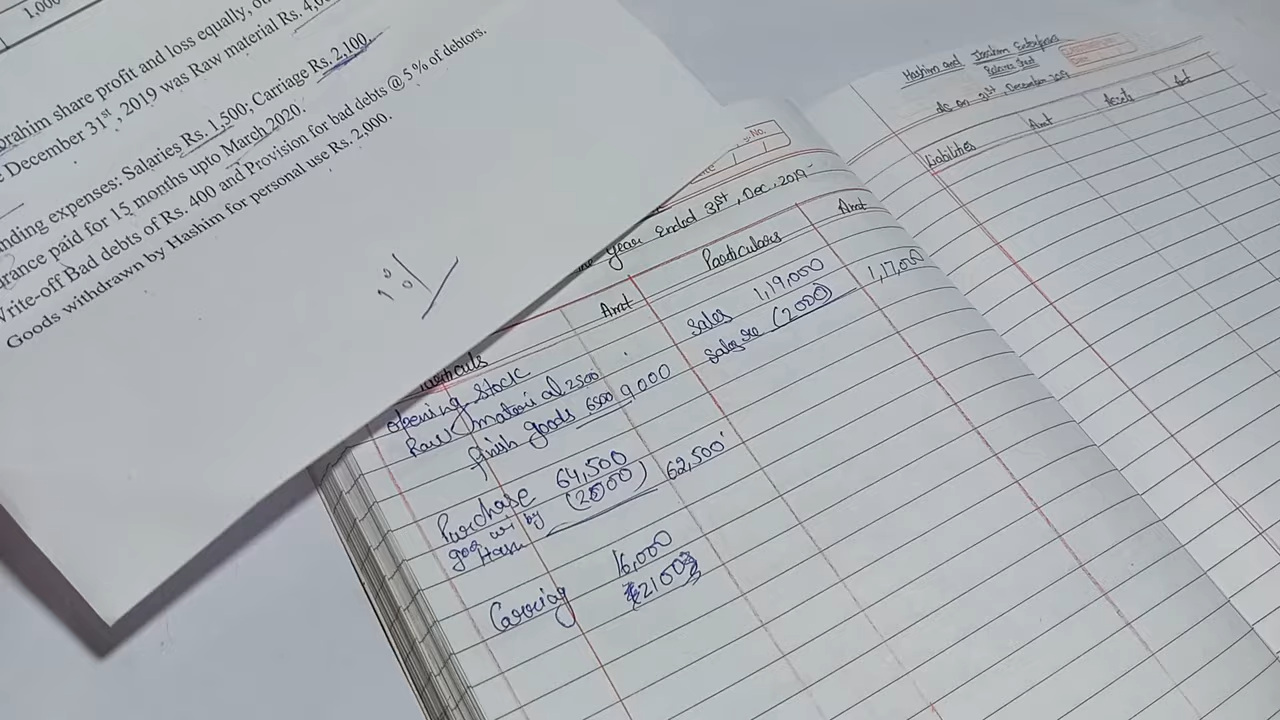 1,000
brahim share profit and loss equally,
December 31st, 2019 was Raw material Rs. 4,0
nding expenses: Salaries Rs. 1,500; Carriage Rs. 2,100.
rance paid for 15 months upto March 2020.
Write-off Bad debts of Rs. 400 and Provision for bad debts @ 5 % of debtors.
Goods withdrawn by Hashim for personal use Rs. 2,000.
No.
Year Ended 31st, Dec, 2019
Amt Particulars Amt
opening stock
Raw material 2500
finish goods 6500 9,000
Purchase 64,500
goo wi by (2000) 62,500
Hash
16,000
Carriag 2100
Sales 1,19,000
Sales re (2000) 1,17,000
Hashim and Ibrahim Enterprises
Balance sheet
As on 31st, December 2019
Liabilities Amt Assets Amt